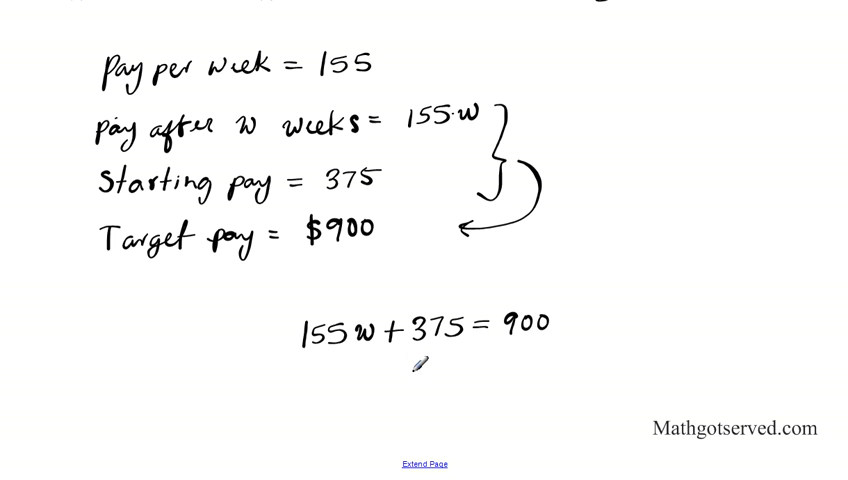 Pay per week = 155
pay after w weeks = 155·w
Starting pay = 375
Target pay = $900
155w + 375 = 900
Mathgotserved.com
Extend Page